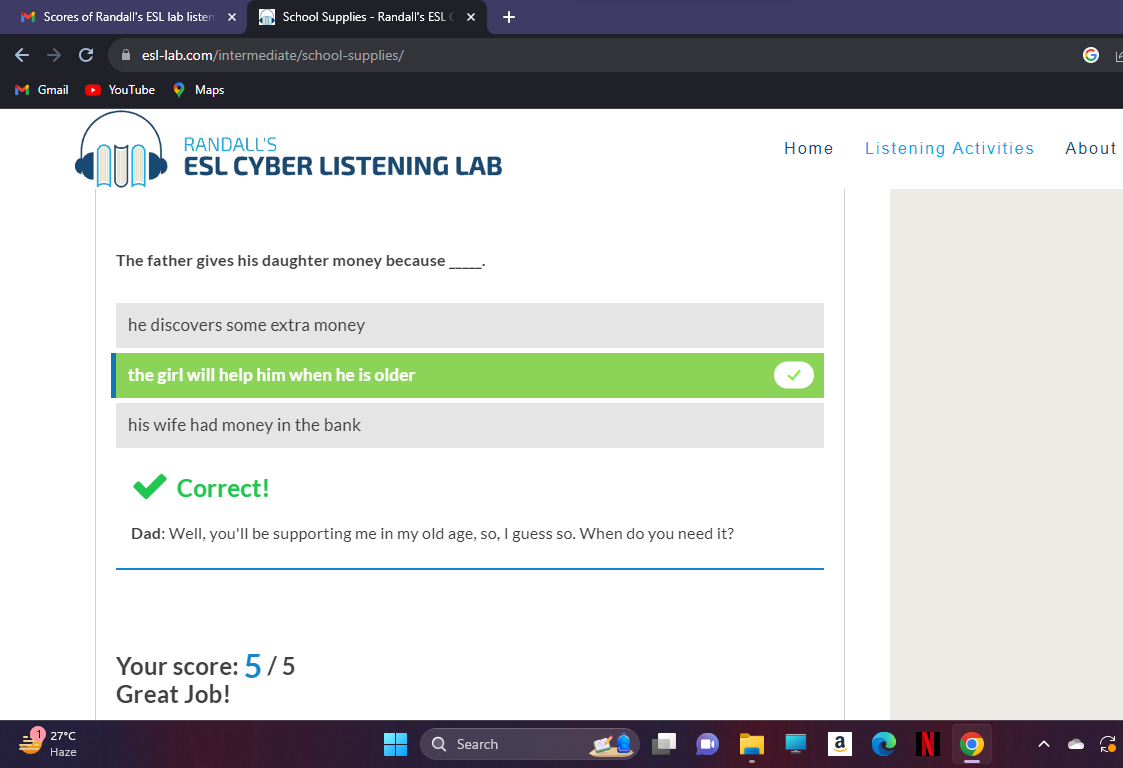 Scores of Randall's ESL lab listen
School Supplies - Randall's ESL
esl-lab.com/intermediate/school-supplies/
Gmail YouTube Maps
RANDALL'S
ESL CYBER LISTENING LAB
Home Listening Activities About
The father gives his daughter money because _____.
he discovers some extra money
the girl will help him when he is older
his wife had money in the bank
Correct!
Dad: Well, you'll be supporting me in my old age, so, I guess so. When do you need it?
Your score: 5 / 5
Great Job!
1
27°C
Haze
Search
a
N